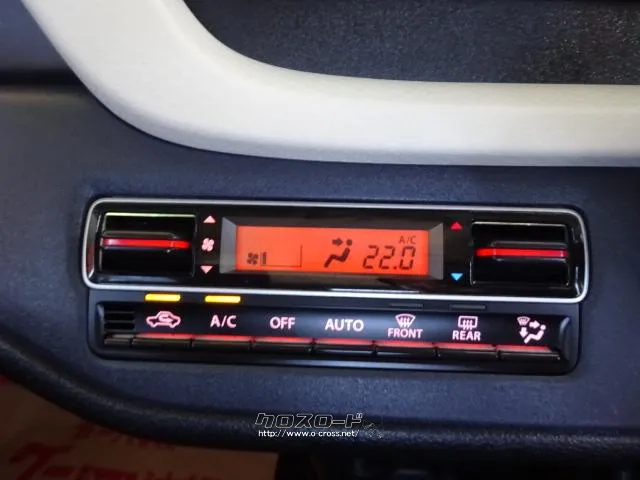 A/C
22.0
A/C
OFF
AUTO
FRONT
REAR
クロスロード
http://www.o-cross.net/